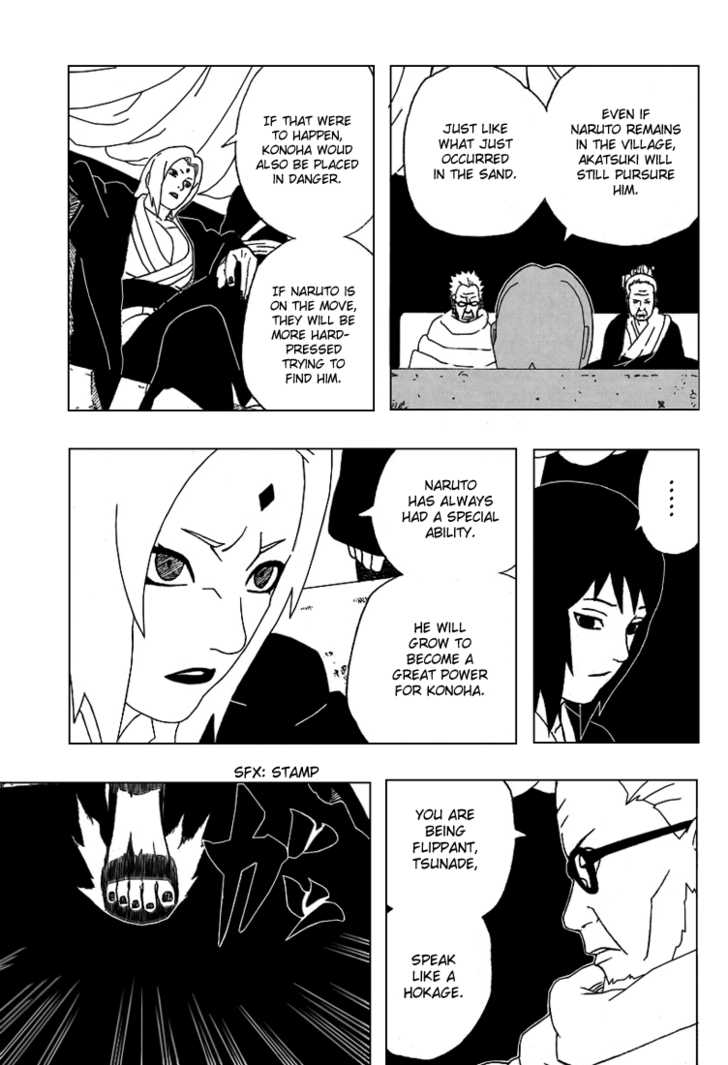 EVEN IF
NARUTO REMAINS
IN THE VILLAGE,
AKATSUKI WILL
STILL PURSURE
HIM.
JUST LIKE
WHAT JUST
OCCURRED
IN THE SAND.
IF THAT WERE
TO HAPPEN,
KONOHA WOUD
ALSO BE PLACED
IN DANGER.
IF NARUTO IS
ON THE MOVE,
THEY WILL BE
MORE HARD-
PRESSED
TRYING TO
FIND HIM.
......
NARUTO
HAS ALWAYS
HAD A SPECIAL
ABILITY.
HE WILL
GROW TO
BECOME A
GREAT POWER
FOR KONOHA.
YOU ARE
BEING
FLIPPANT,
TSUNADE,
SPEAK
LIKE A
HOKAGE.
SFX: STAMP
ガン